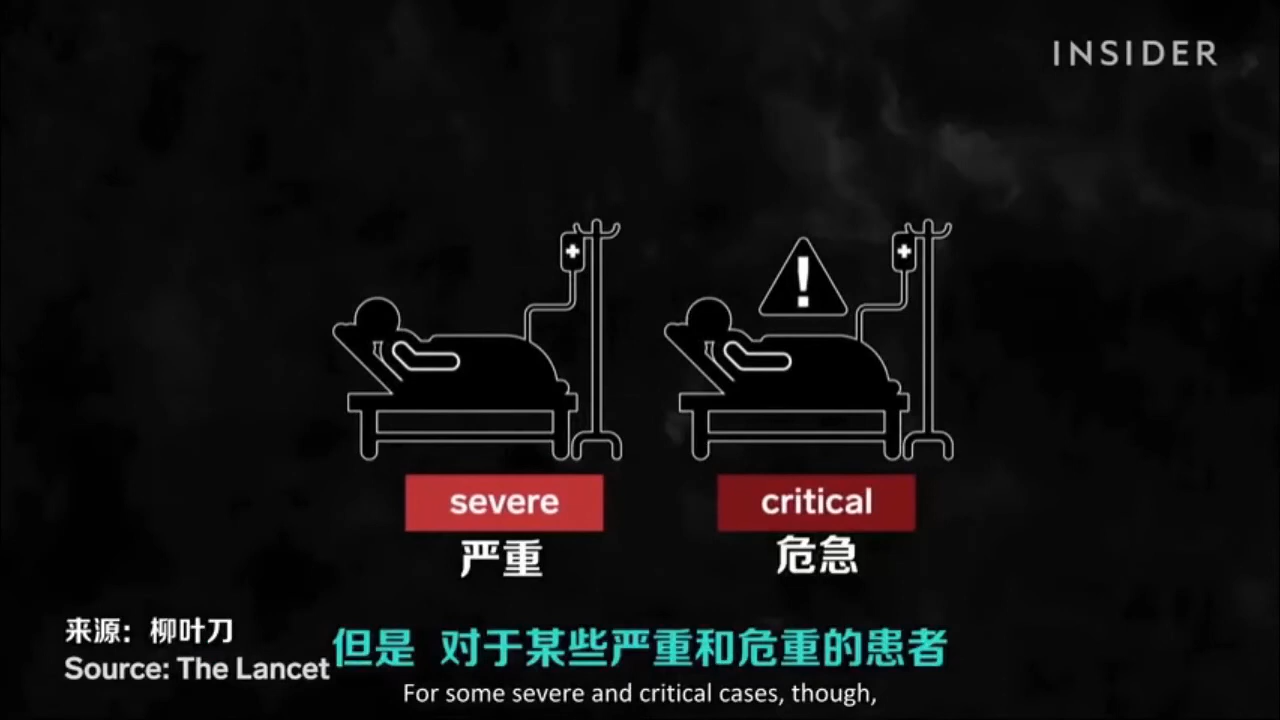 INSIDER
severe
critical
严重
危急
来源：柳叶刀
Source: The Lancet
但是 对于某些严重和危重的患者
For some severe and critical cases, though,